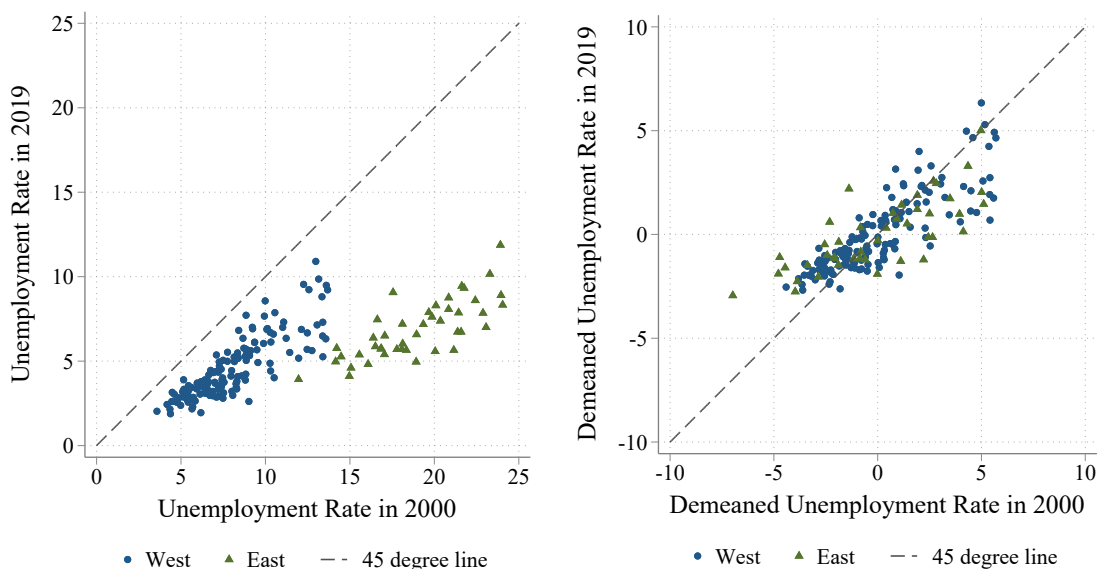 Unemployment Rate in 2019
25
20
15
10
5
0
0 5 10 15 20 25
Unemployment Rate in 2000
West East 45 degree line
Demeaned Unemployment Rate in 2019
10
5
0
-5
-10
-10 -5 0 5 10
Demeaned Unemployment Rate in 2000
West East 45 degree line